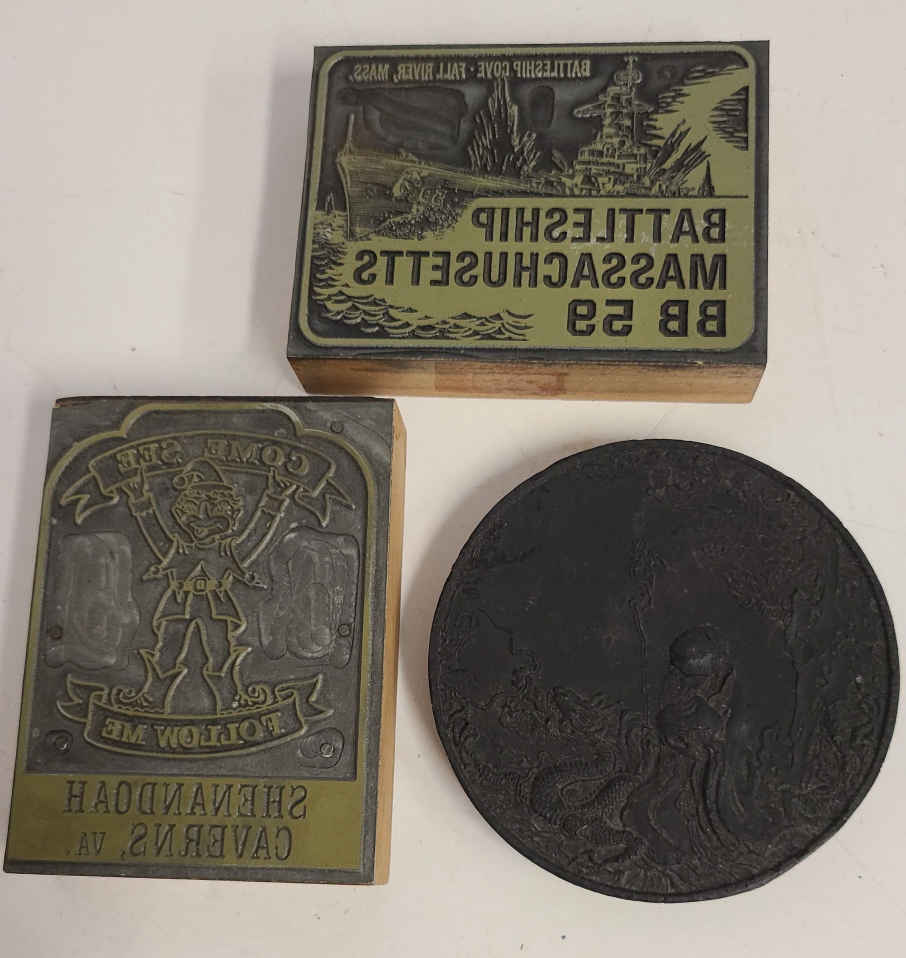 BATTLESHIP COVE · FALL RIVER, MASS.
BATTLESHIP
MASSACHUSETTS
BB 59
COME SEE
FOLLOW ME
SHENANDOAH
CAVERNS, VA.